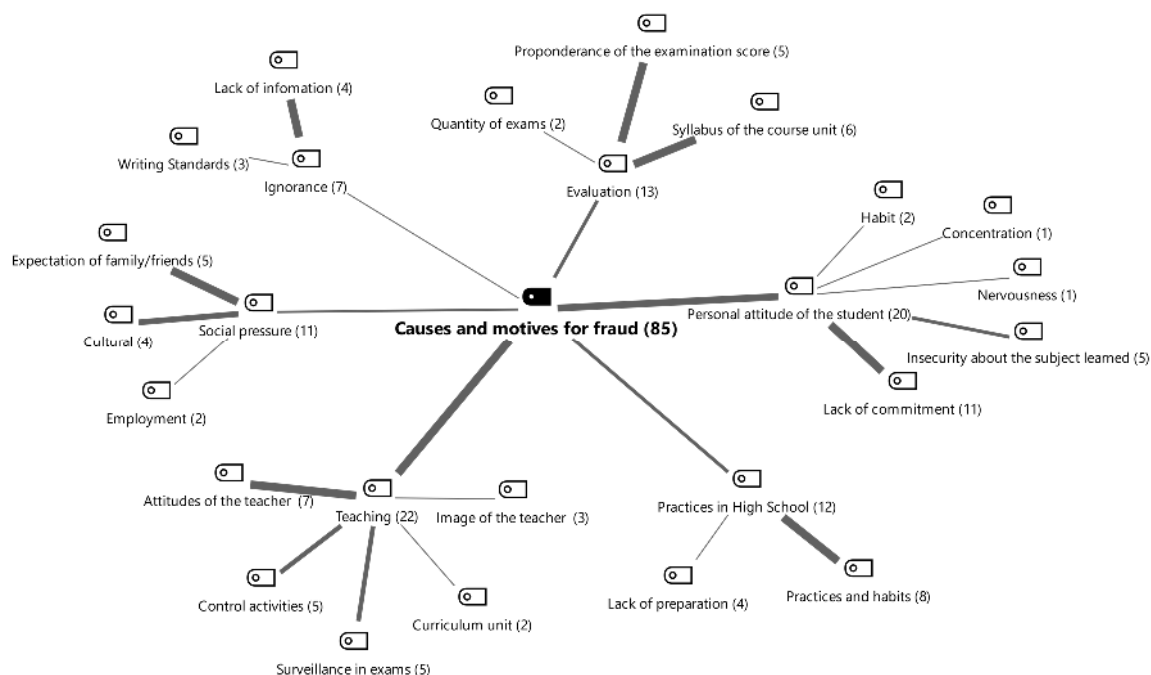 Proponderance of the examination score (5)
Lack of infomation (4)
Quantity of exams (2)
Syllabus of the course unit (6)
Writing Standards (3)
Ignorance (7)
Evaluation (13)
Habit (2)
Concentration (1)
Expectation of family/friends (5)
Nervousness (1)
Causes and motives for fraud (85)
Personal attitude of the student (20)
Social pressure (11)
Cultural (4)
Insecurity about the subject learned (5)
Employment (2)
Lack of commitment (11)
Attitudes of the teacher (7)
Teaching (22)
Image of the teacher (3)
Practices in High School (12)
Control activities (5)
Curriculum unit (2)
Lack of preparation (4)
Practices and habits (8)
Surveillance in exams (5)